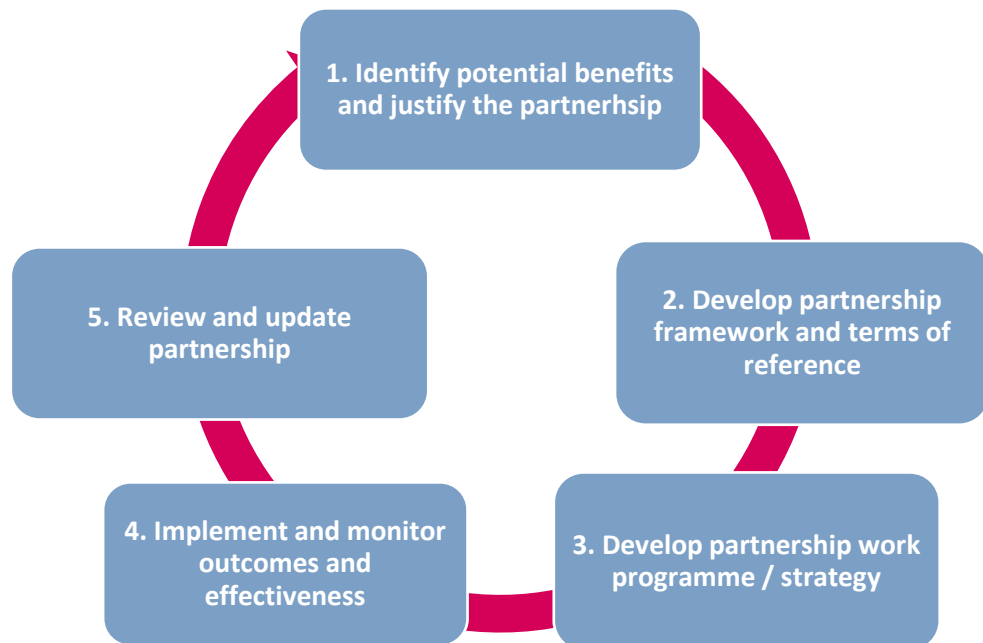 1. Identify potential benefits
and justify the partnerhsip
2. Develop partnership
framework and terms of
reference
3. Develop partnership work
programme / strategy
4. Implement and monitor
outcomes and
effectiveness
5. Review and update
partnership